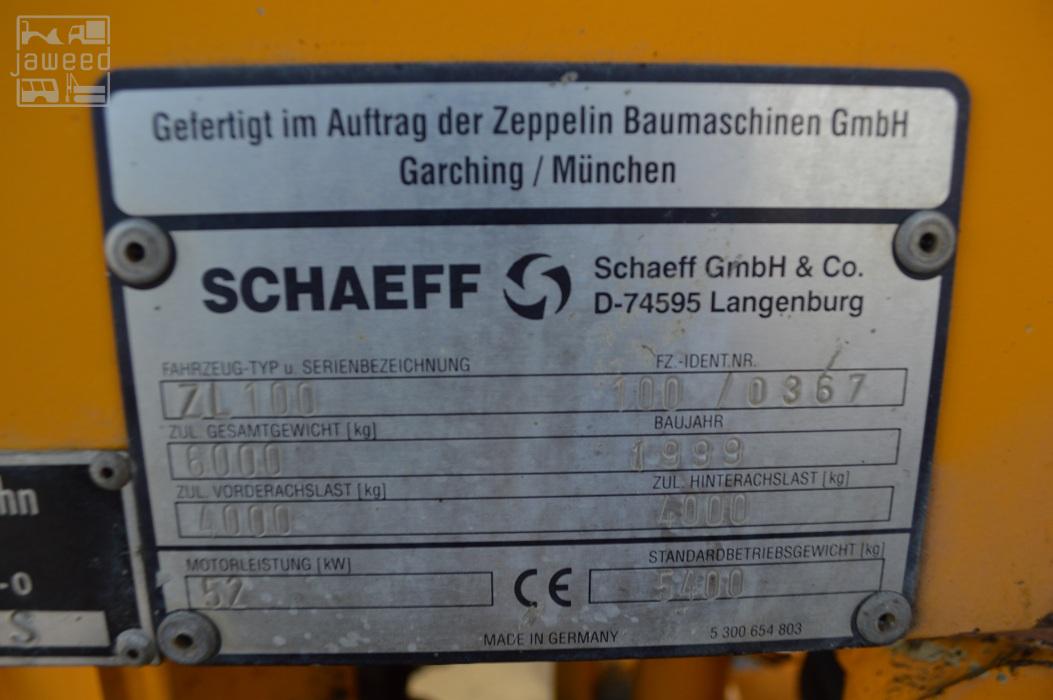 jaweed
Gefertigt im Auftrag der Zeppelin Baumaschinen GmbH
Garching / München
SCHAEFF
Schaeff GmbH & Co.
D-74595 Langenburg
FAHRZEUG-TYP u. SERIENBEZEICHNUNG FZ.-IDENT.NR.
ZL100 100 / 0367
ZUL. GESAMTGEWICHT [kg] BAUJAHR
6000 1999
ZUL. VORDERACHSLAST [kg] ZUL. HINTERACHSLAST [kg]
4000 4000
MOTORLEISTUNG [kW] STANDARDBETRIEBSGEWICHT [kg]
52 CE 5400
MADE IN GERMANY 5 300 654 803
hn
-0
S